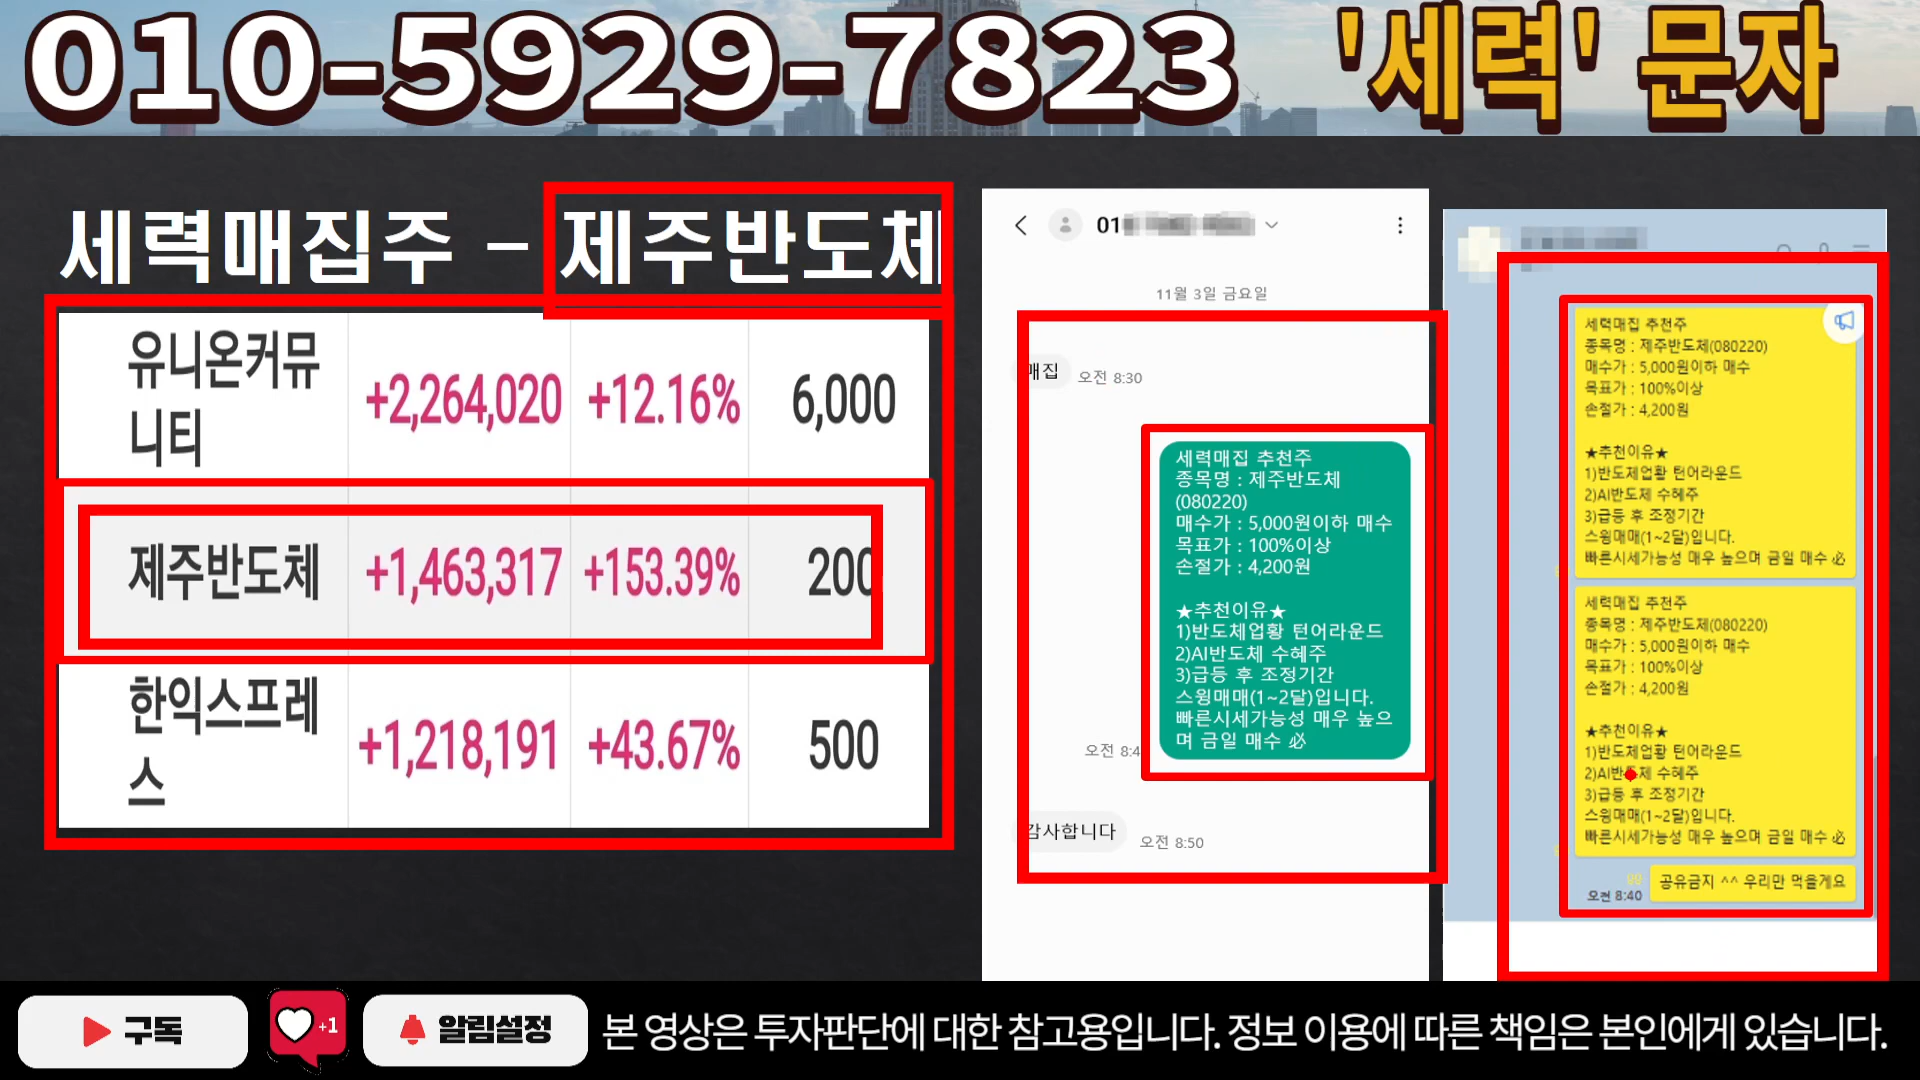 010-5929-7823 '세력' 문자
세력매집주 – 제주반도체
유니온커뮤
니티
+2,264,020 +12.16% 6,000
제주반도체 +1,463,317 +153.39% 200
한익스프레
스
+1,218,191 +43.67% 500
01
11월 3일 금요일
매집 오전 8:30
세력매집 추천주
종목명 : 제주반도체
(080220)
매수가 : 5,000원이하 매수
목표가 : 100%이상
손절가 : 4,200원
★추천이유★
1)반도체업황 턴어라운드
2)AI반도체 수혜주
3)급등 후 조정기간
스윙매매(1~2달)입니다.
빠른시세가능성 매우 높으
며 금일 매수 必
오전 8:4
감사합니다 오전 8:50
세력매집 추천주
종목명 : 제주반도체(080220)
매수가 : 5,000원이하 매수
목표가 : 100%이상
손절가 : 4,200원
★추천이유★
1)반도체업황 턴어라운드
2)AI반도체 수혜주
3)급등 후 조정기간
스윙매매(1~2달)입니다.
빠른시세가능성 매우 높으며 금일 매수 必
세력매집 추천주
종목명 : 제주반도체(080220)
매수가 : 5,000원이하 매수
목표가 : 100%이상
손절가 : 4,200원
★추천이유★
1)반도체업황 턴어라운드
2)AI반도체 수혜주
3)급등 후 조정기간
스윙매매(1~2달)입니다.
빠른시세가능성 매우 높으며 금일 매수 必
오전 8:40 공유금지 ^^ 우리만 먹을게요
구독 +1 알림설정 본 영상은 투자판단에 대한 참고용입니다. 정보 이용에 따른 책임은 본인에게 있습니다.